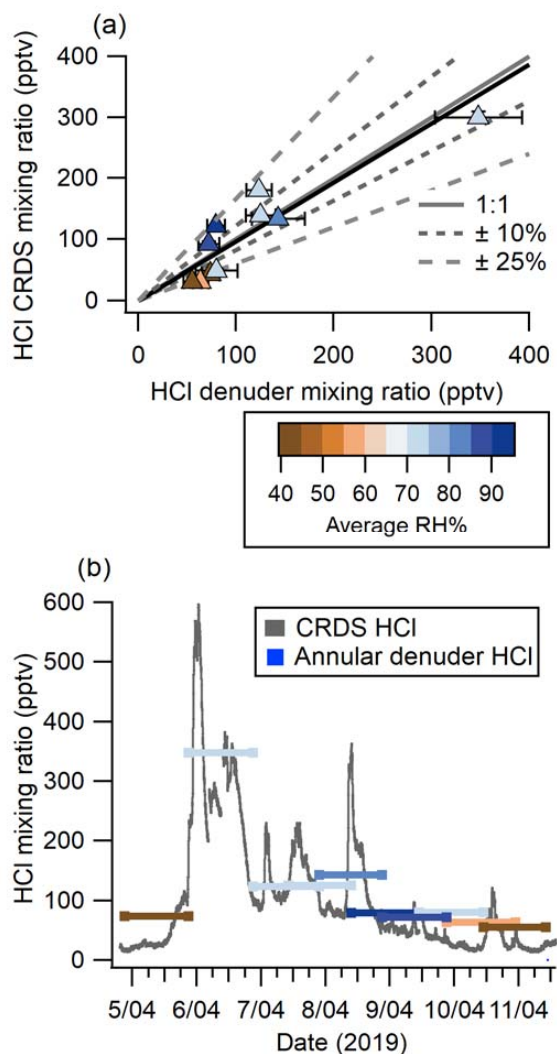 (a)
HCl CRDS mixing ratio (pptv)
400
300
200
100
0
1:1
± 10%
± 25%
0 100 200 300 400
HCl denuder mixing ratio (pptv)
40 50 60 70 80 90
Average RH%
(b)
HCl mixing ratio (pptv)
600
500
400
300
200
100
0
CRDS HCl
Annular denuder HCl
5/04 6/04 7/04 8/04 9/04 10/04 11/04
Date (2019)